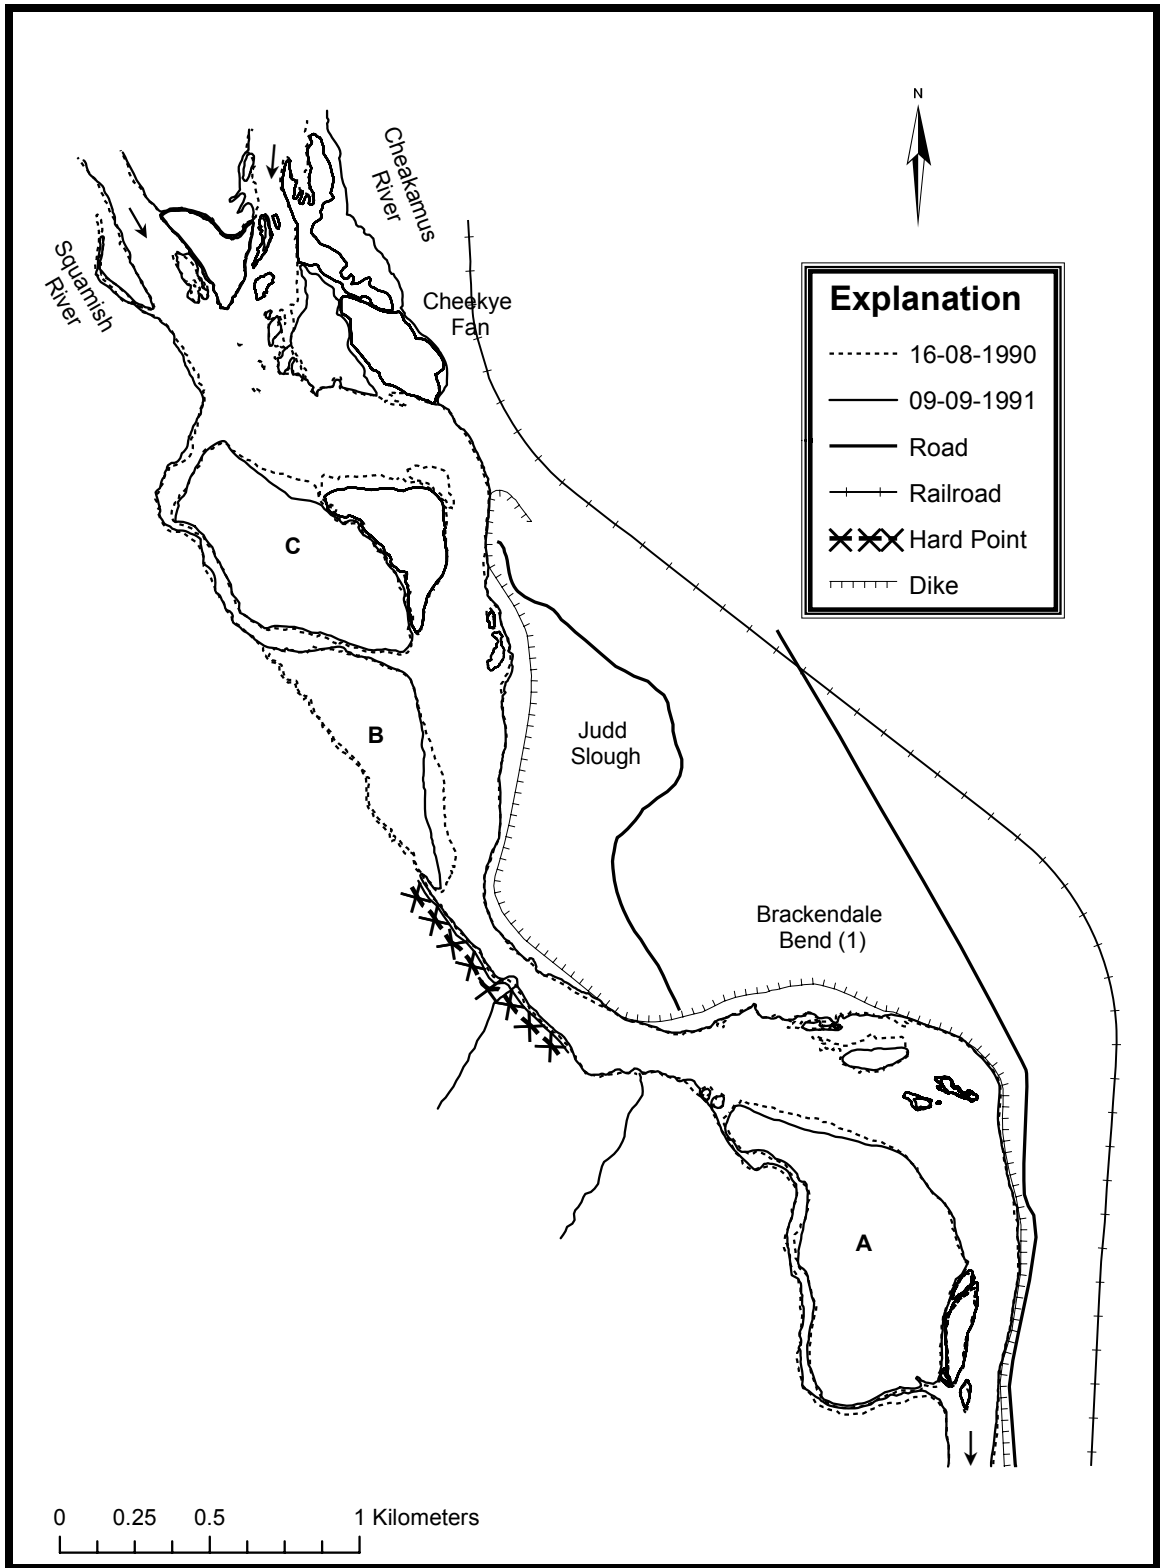 N
Cheakamus
River
Squamish
River
Cheekye
Fan
Explanation
16-08-1990
09-09-1991
Road
Railroad
Hard Point
Dike
C
B
Judd
Slough
Brackendale
Bend (1)
A
0 0.25 0.5 1 Kilometers